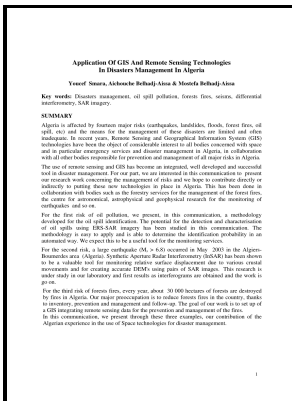 Application Of GIS And Remote Sensing Technologies
In Disasters Management In Algeria
Youcef Smara, Aichouche Belhadj-Aissa & Mostefa Belhadj-Aissa
Key words: Disasters management, oil spill pollution, forests fires, seisms, differential
interferometry, SAR imagery.
SUMMARY
Algeria is affected by fourteen major risks (earthquakes, landslides, floods, forest fires, oil
spill, etc) and the means for the management of these disasters are limited and often
inadequate. In recent years, Remote Sensing and Geographical Information System (GIS)
technologies have been the object of considerable interest to all bodies concerned with space
and in particular emergency services and disaster management in Algeria, in collaboration
with all other bodies responsible for prevention and management of all major risks in Algeria.
The use of remote sensing and GIS has become an integrated, well developed and successful
tool in disaster management. For our part, we are interested in this communication to present
our research work concerning the management of risks and we hope to contribute directly or
indirectly to putting these new technologies in place in Algeria. This has been done in
collaboration with bodies such as the forestry services for the management of the forest fires,
the centre for astronomical, astrophysical and geophysical research for the monitoring of
earthquakes and so on.
For the first risk of oil pollution, we present, in this communication, a methodology
developed for the oil spill identification. The potential for the detection and characterisation
of oil spills using ERS-SAR imagery has been studied in this communication. The
methodology is easy to apply and is able to determine the identification probability in an
automated way. We expect this to be a useful tool for the monitoring services.
For the second risk, a large earthquake (Ms > 6.8) occurred in May 2003 in the Algiers-
Boumerdes area (Algeria). Synthetic Aperture Radar Interferometry (InSAR) has been shown
to be a valuable tool for monitoring relative surface displacement due to various crustal
movements and for creating accurate DEM's using pairs of SAR images. This research is
under study in our laboratory and first results as interferograms are obtained and the work is
go on.
For the third risk of forests fires, every year, about 30 000 hectares of forests are destroyed
by fires in Algeria. Our major preoccupation is to reduce forests fires in the country, thanks
to inventory, prevention and management and follow-up. The goal of our work is to set up of
a GIS integrating remote sensing data for the prevention and management of the fires.
In this communication, we present through these three examples, our contribution of the
Algerian experience in the use of Space technologies for disaster management.
1